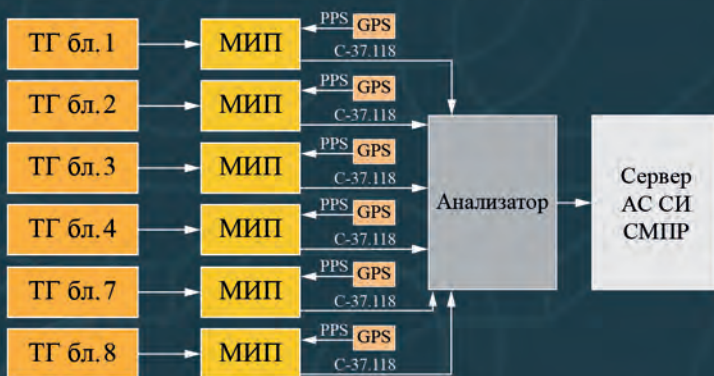 ТГ бл. 1
МИП
PPS
GPS
C-37.118
ТГ бл. 2
МИП
PPS
GPS
C-37.118
ТГ бл. 3
МИП
PPS
GPS
C-37.118
ТГ бл. 4
МИП
PPS
GPS
C-37.118
ТГ бл. 7
МИП
PPS
GPS
C-37.118
ТГ бл. 8
МИП
PPS
GPS
C-37.118
Анализатор
Сервер
АС СИ
СМПР